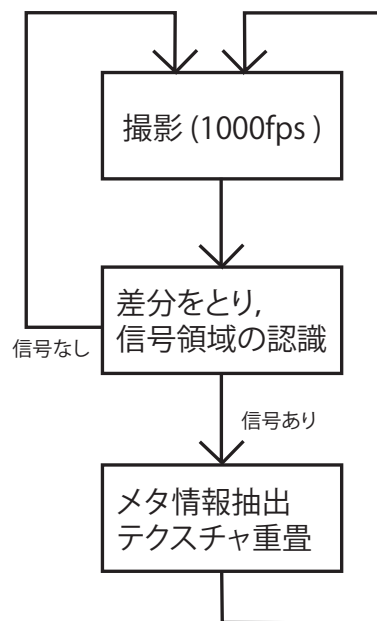 撮影 (1000fps )
差分をとり,
信号領域の認識
信号なし
信号あり
メタ情報抽出
テクスチャ重畳